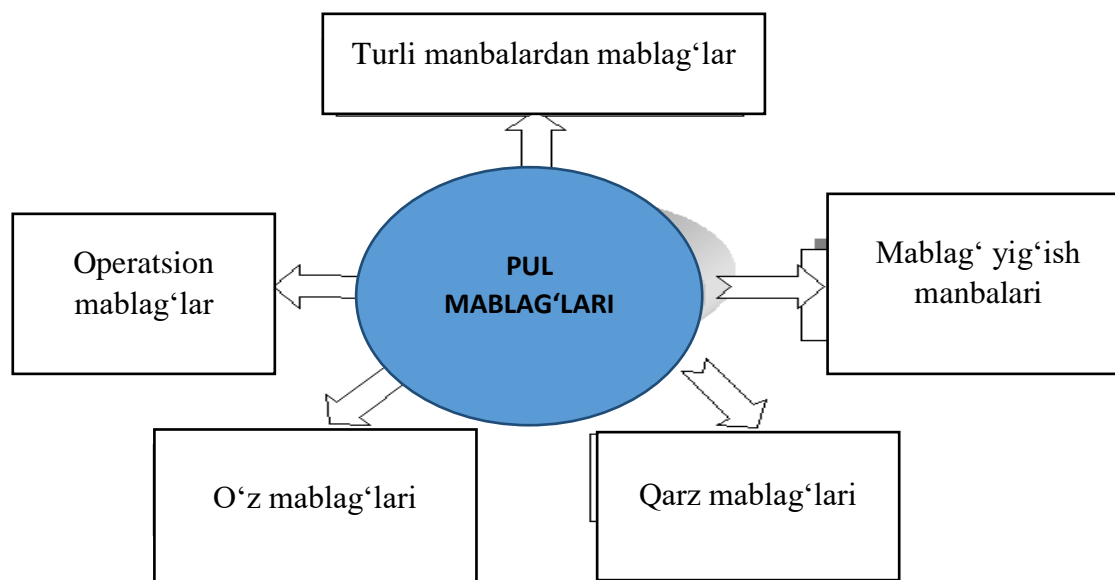 Turli manbalardan mablag‘lar
Operatsion
mablag‘lar
PUL
MABLAG‘LARI
Mablag‘ yig‘ish
manbalari
O‘z mablag‘lari
Qarz mablag‘lari